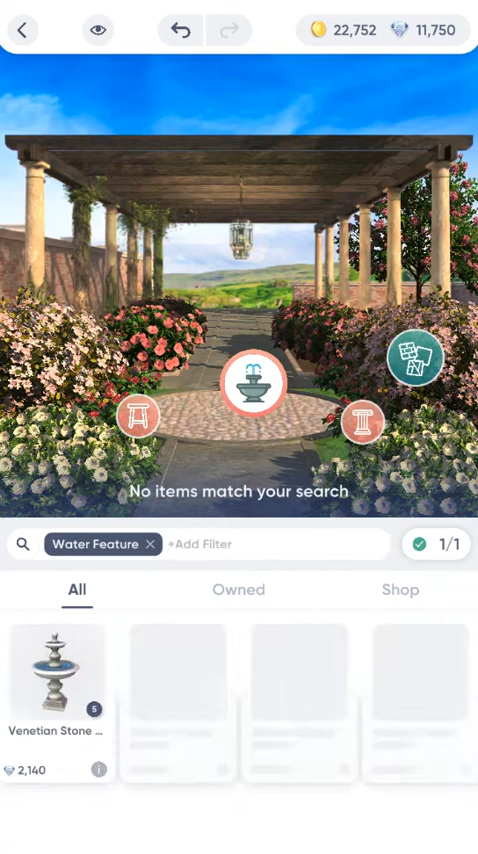 22,752 11,750
No items match your search
Water Feature +Add Filter 1/1
All Owned Shop
5
Venetian Stone ...
2,140 i